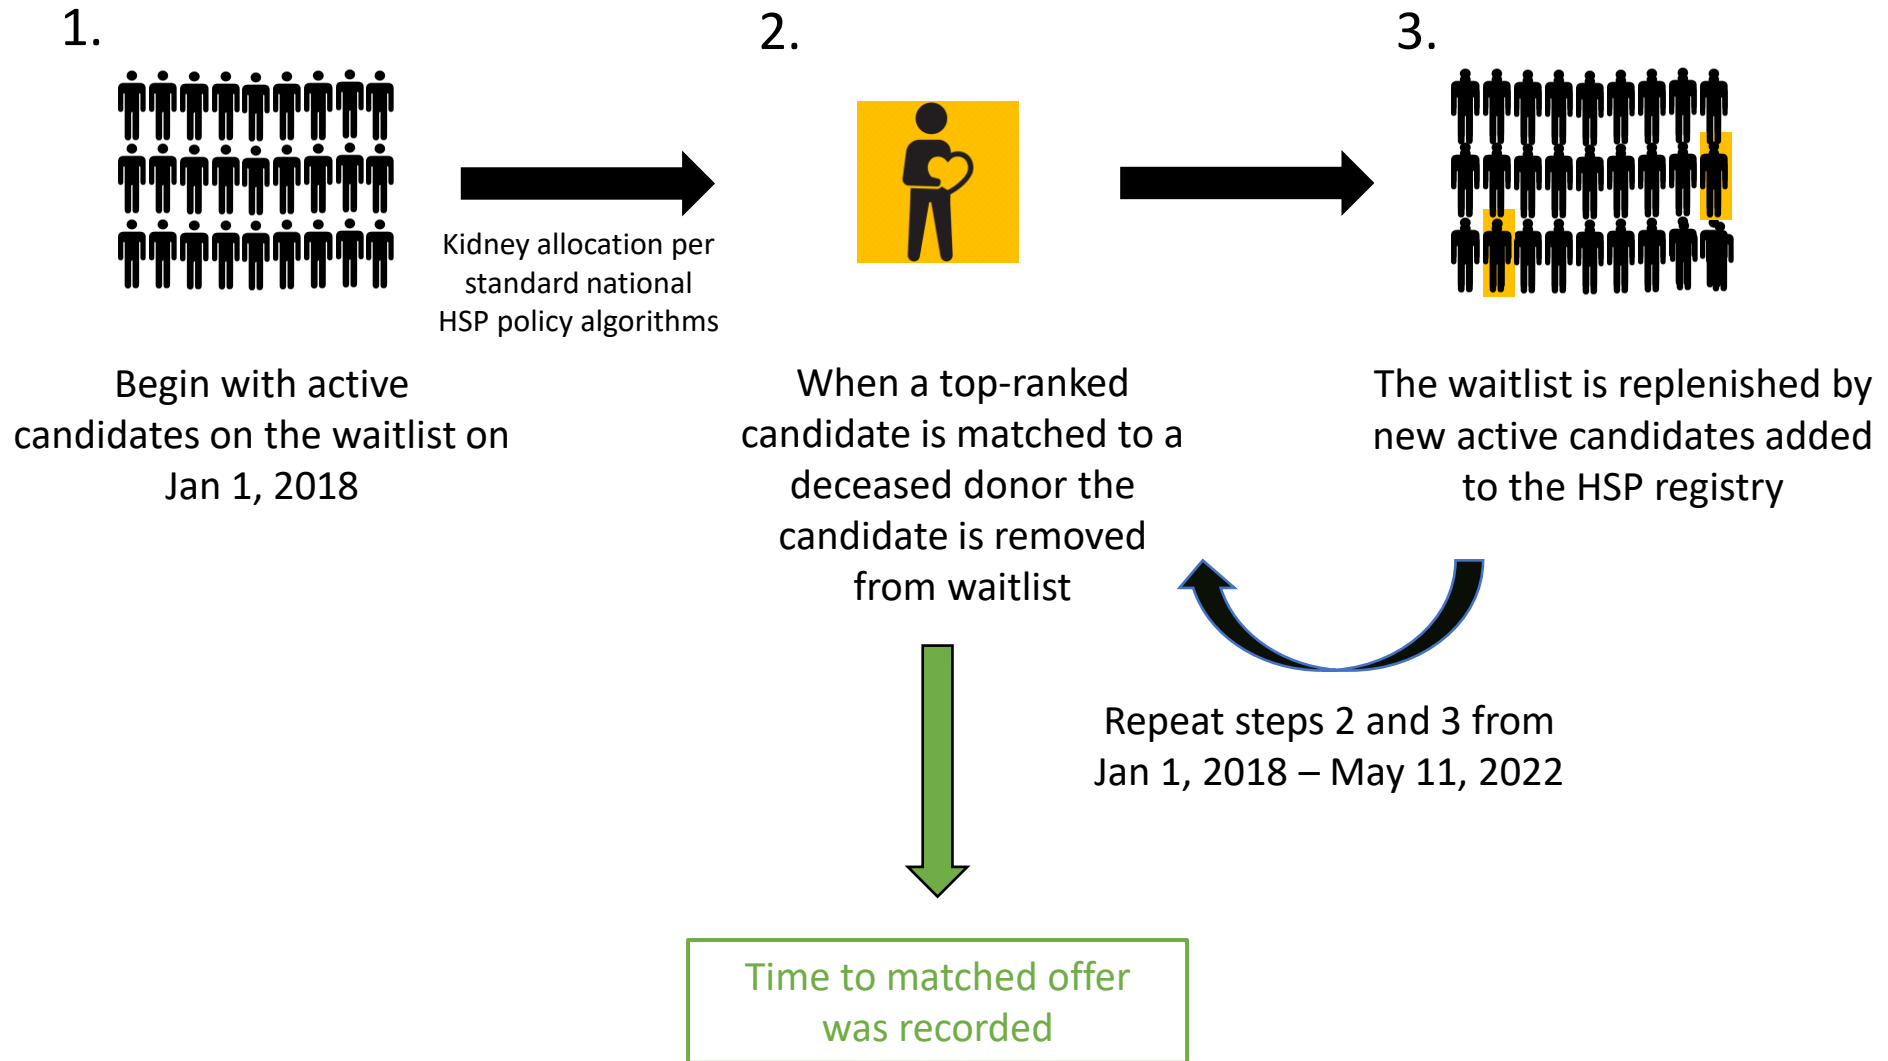 1.
Begin with active
candidates on the waitlist on
Jan 1, 2018
Kidney allocation per
standard national
HSP policy algorithms
2.
When a top-ranked
candidate is matched to a
deceased donor the
candidate is removed
from waitlist
3.
The waitlist is replenished by
new active candidates added
to the HSP registry
Repeat steps 2 and 3 from
Jan 1, 2018 – May 11, 2022
Time to matched offer
was recorded